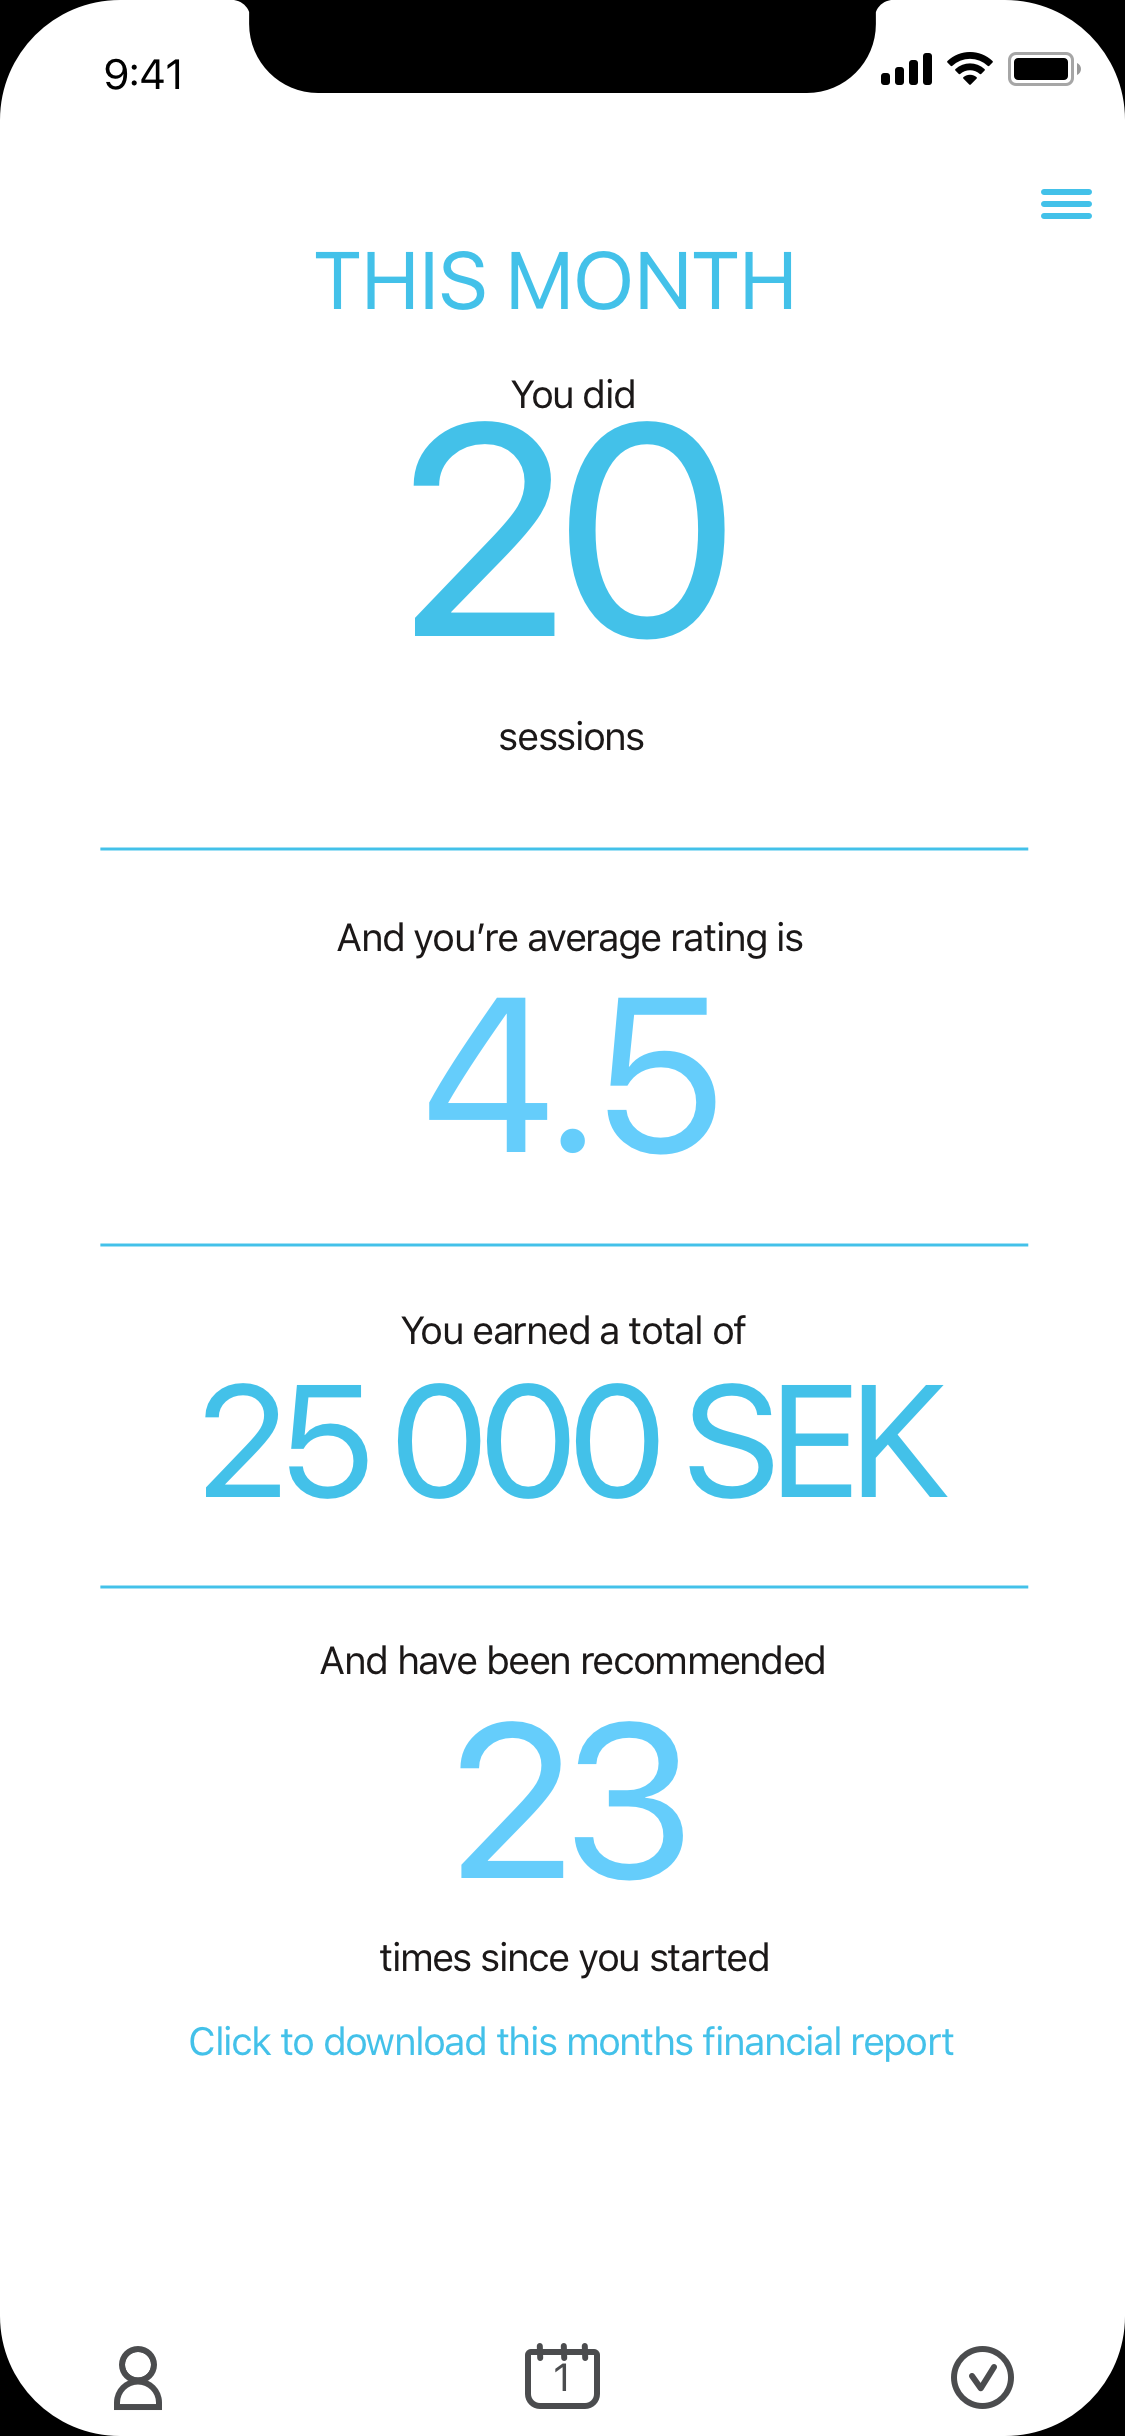 9:41
THIS MONTH
You did
20
sessions
And you’re average rating is
4.5
You earned a total of
25 000 SEK
And have been recommended
23
times since you started
Click to download this months financial report
1